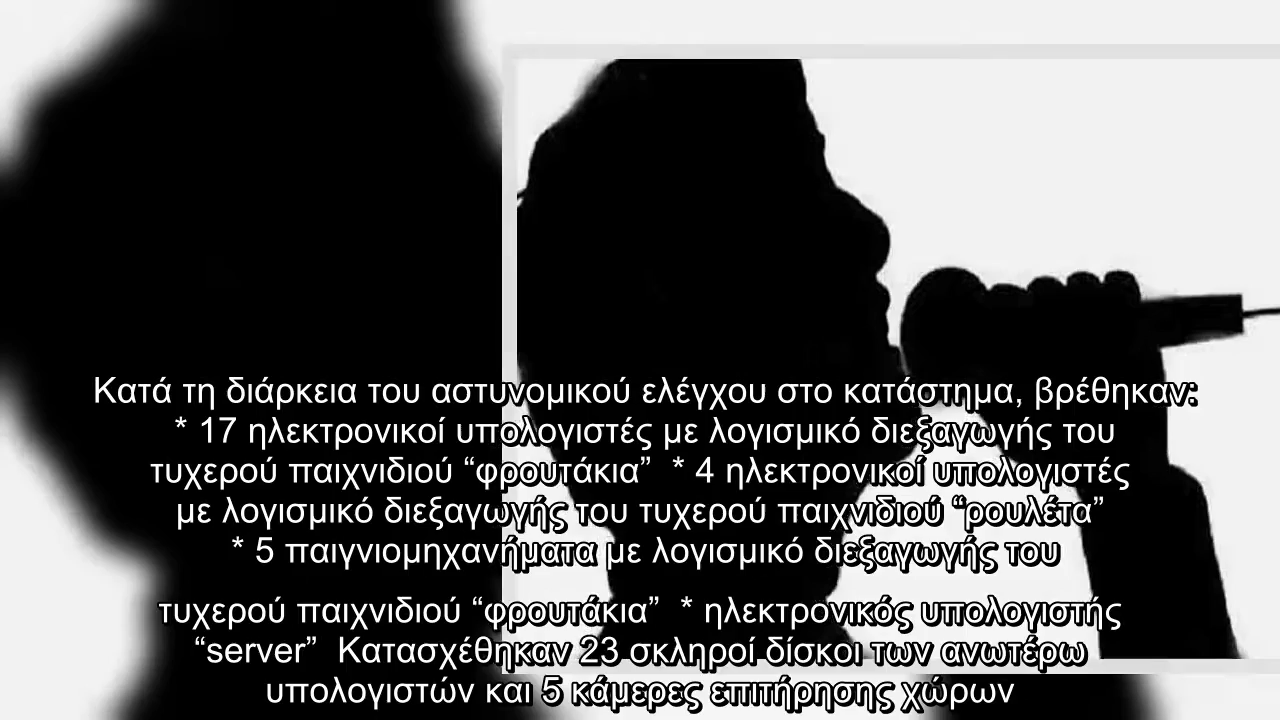 Κατά τη διάρκεια του αστυνομικού ελέγχου στο κατάστημα, βρέθηκαν:
* 17 ηλεκτρονικοί υπολογιστές με λογισμικό διεξαγωγής του
τυχερού παιχνιδιού “φρουτάκια”  * 4 ηλεκτρονικοί υπολογιστές
με λογισμικό διεξαγωγής του τυχερού παιχνιδιού “ρουλέτα”
* 5 παιγνιομηχανήματα με λογισμικό διεξαγωγής του
τυχερού παιχνιδιού “φρουτάκια”  * ηλεκτρονικός υπολογιστής
“server”  Κατασχέθηκαν 23 σκληροί δίσκοι των ανωτέρω
υπολογιστών και 5 κάμερες επιτήρησης χώρων